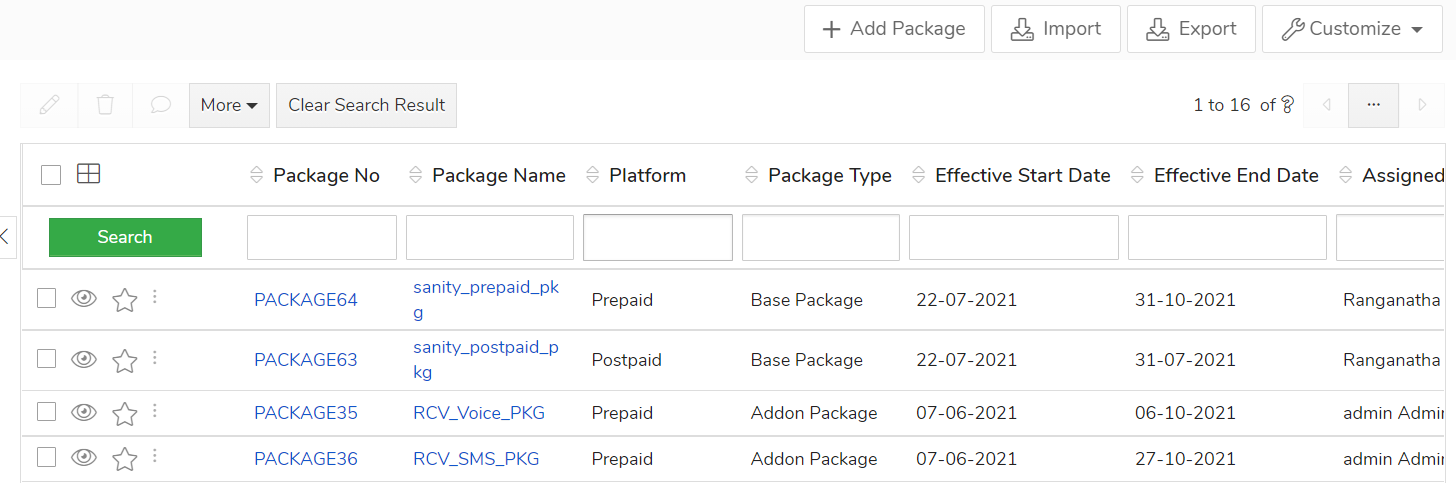 Add Package Import Export Customize
More Clear Search Result 1 to 16 of ?
Package No Package Name Platform Package Type Effective Start Date Effective End Date Assigned
Search
PACKAGE64 sanity_prepaid_pk Prepaid Base Package 22-07-2021 31-10-2021 Ranganatha
g
PACKAGE63 sanity_postpaid_p Postpaid Base Package 22-07-2021 31-07-2021 Ranganatha
kg
PACKAGE35 RCV_Voice_PKG Prepaid Addon Package 07-06-2021 06-10-2021 admin Admi
PACKAGE36 RCV_SMS_PKG Prepaid Addon Package 07-06-2021 27-10-2021 admin Admi